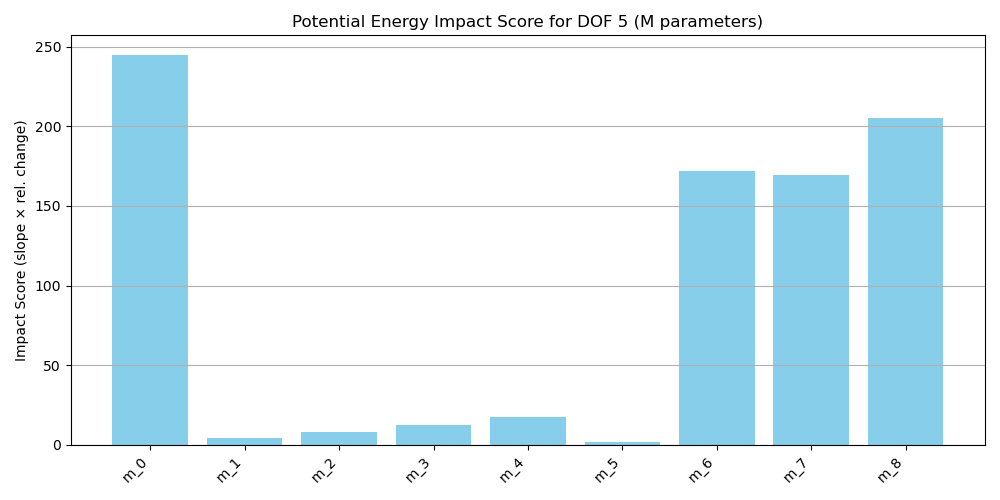 Potential Energy Impact Score for DOF 5 (M parameters)
Impact Score (slope × rel. change)
250
200
150
100
50
0
m_0
m_1
m_2
m_3
m_4
m_5
m_6
m_7
m_8